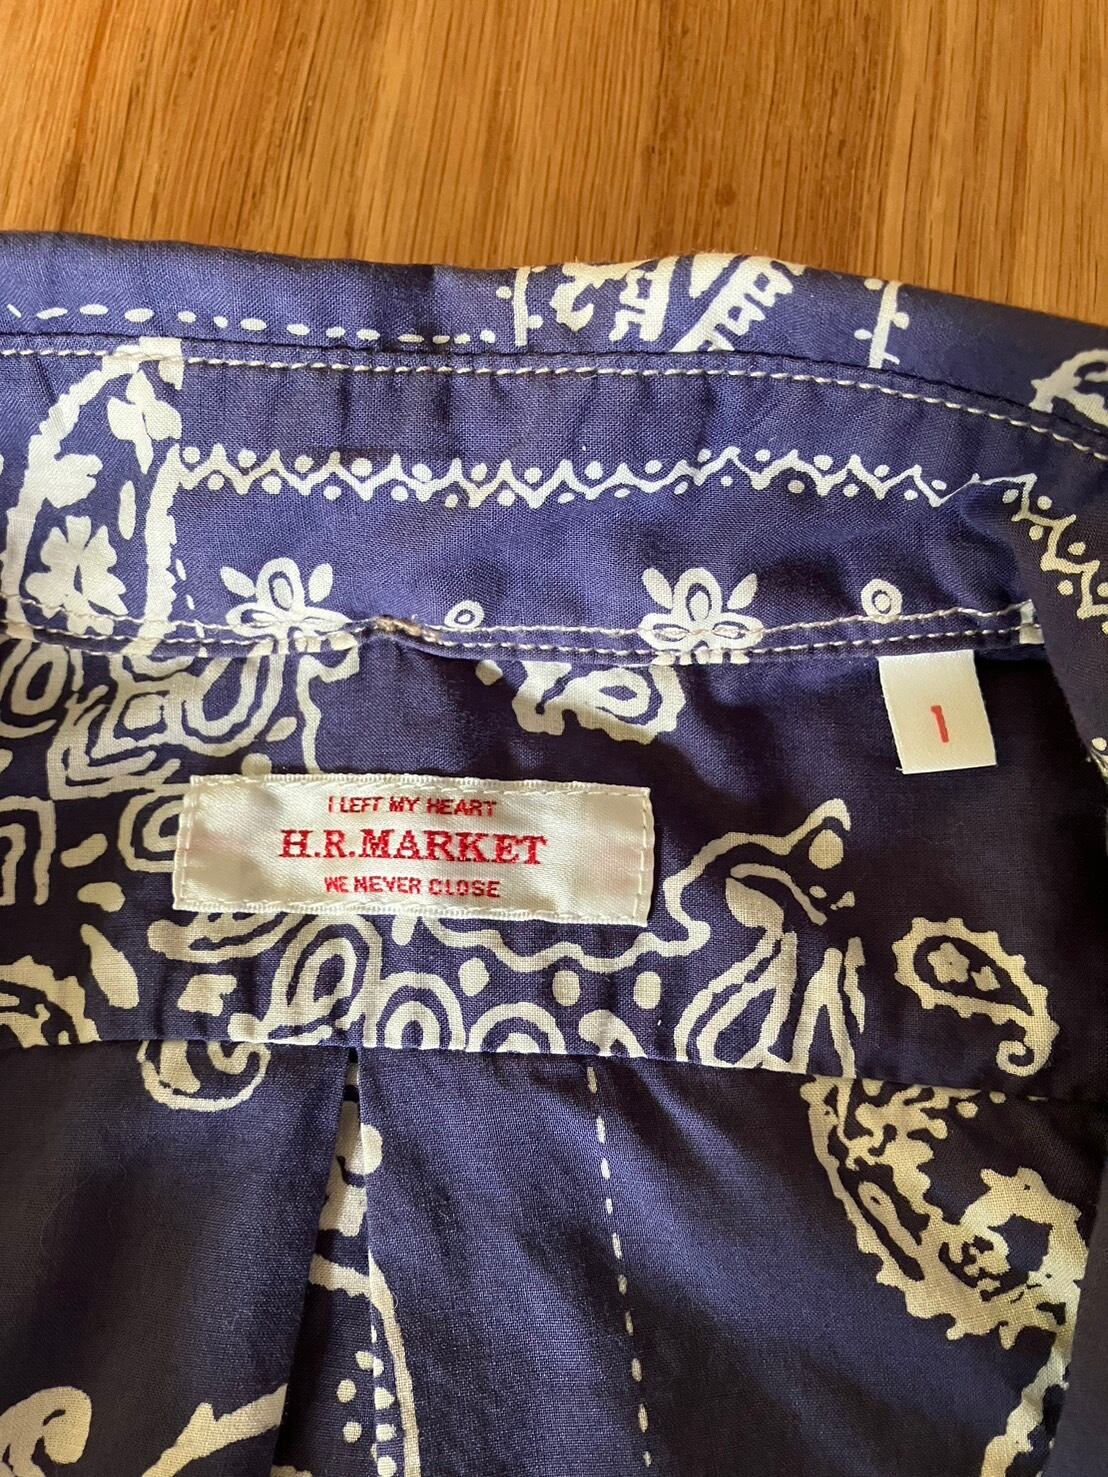 1
I LEFT MY HEART
H.R.MARKET
WE NEVER CLOSE